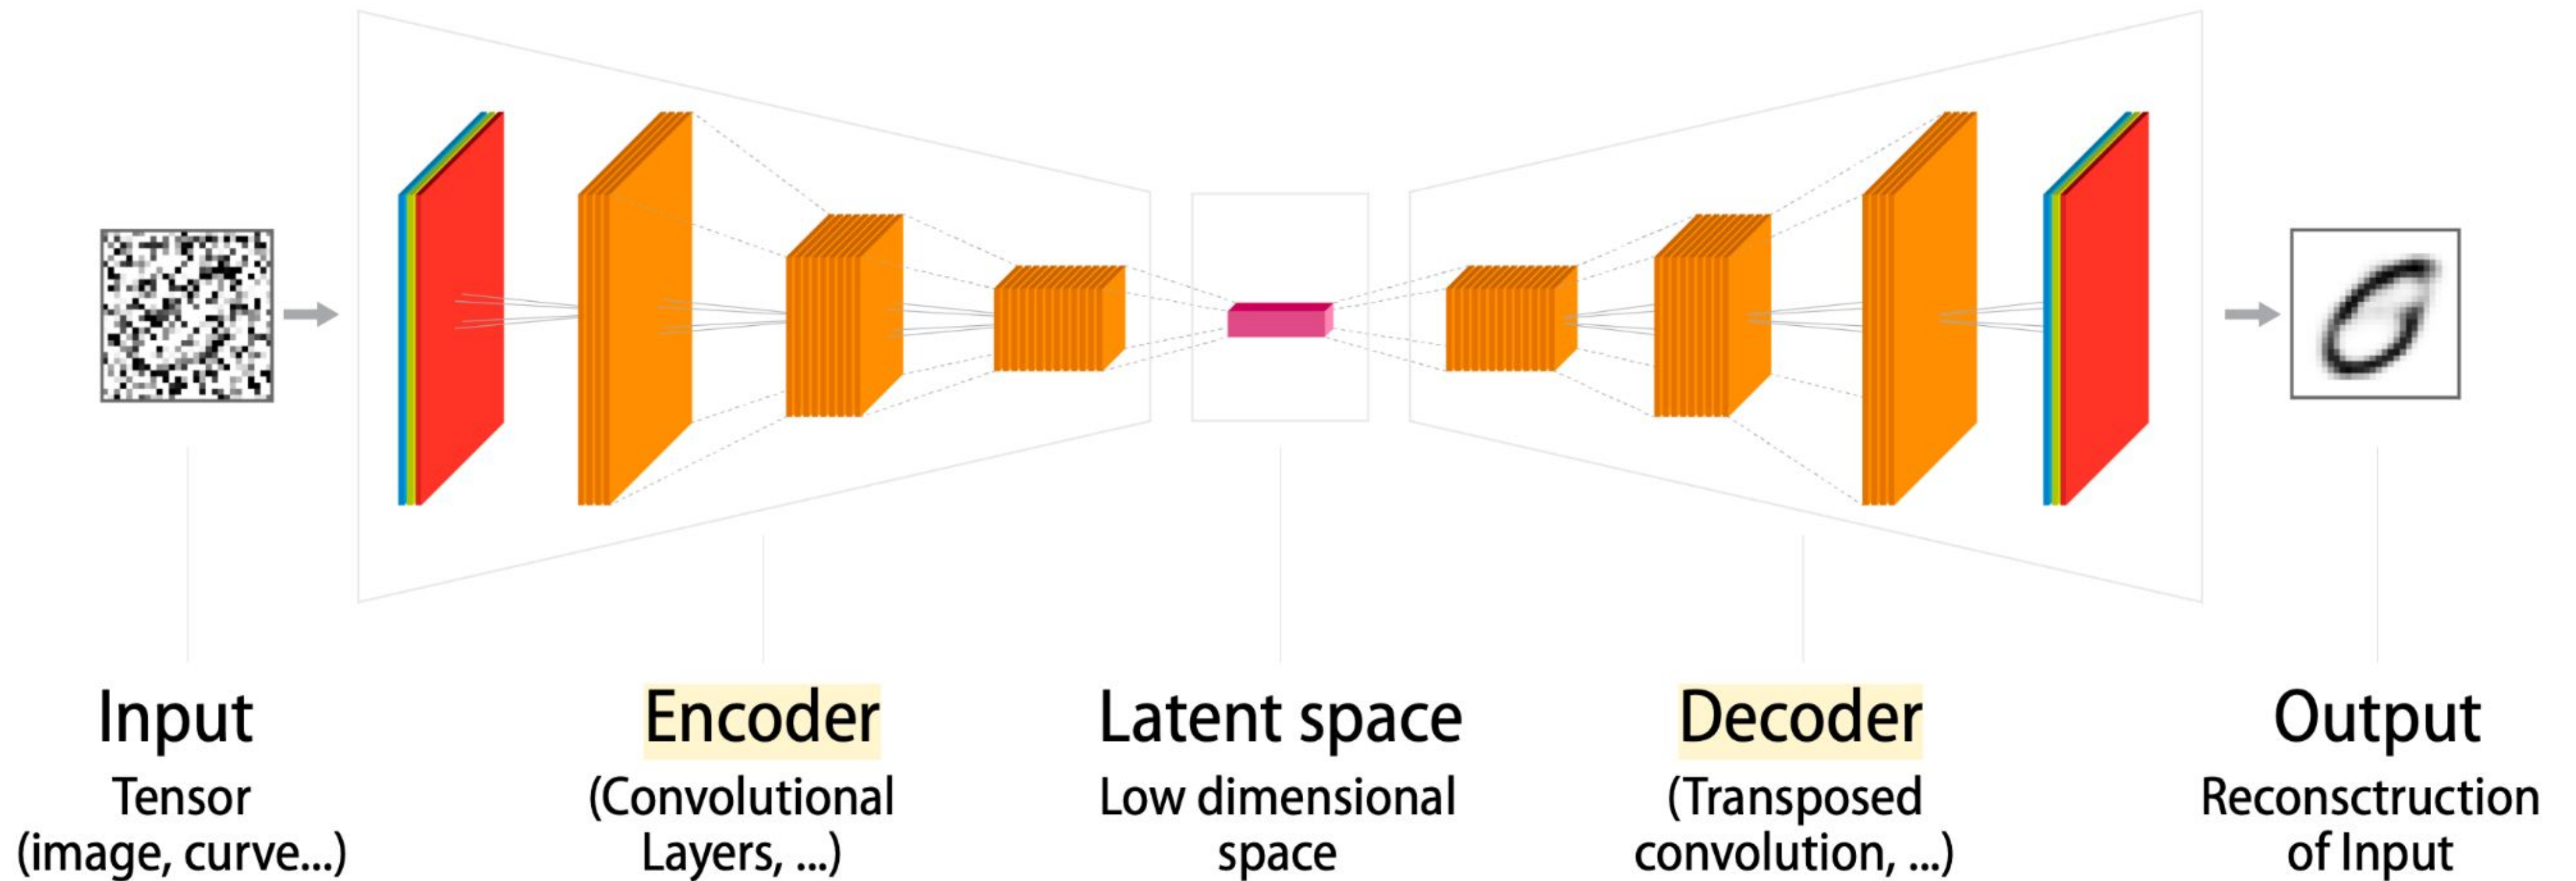 Input
Tensor
(image, curve...)
Encoder
(Convolutional
Layers, ...)
Latent space
Low dimensional
space
Decoder
(Transposed
convolution, ...)
Output
Reconsctruction
of Input